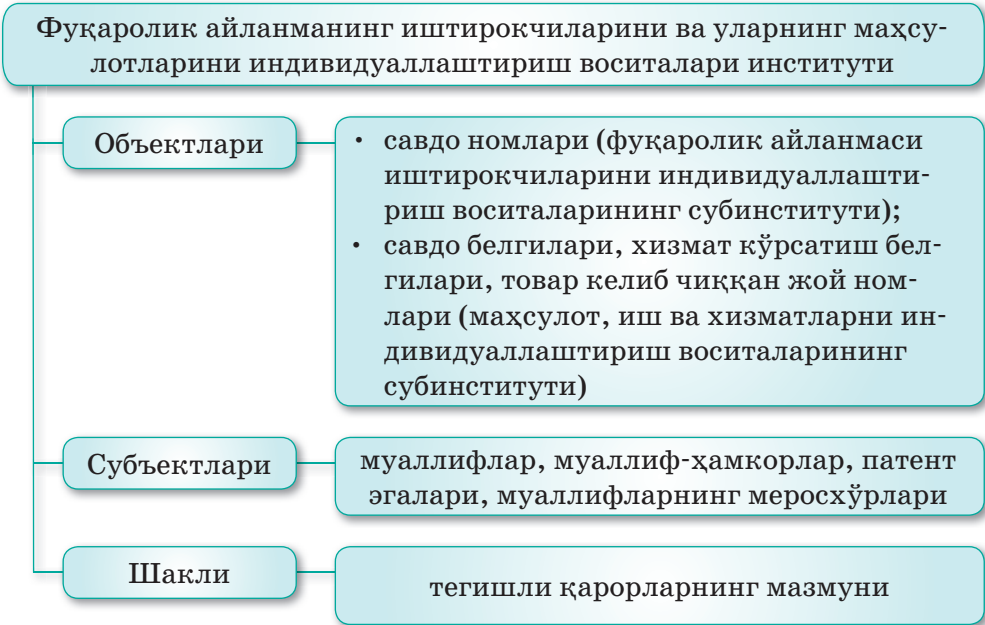 Фуқаролик айланманинг иштирокчиларини ва уларнинг маҳсу-
лотларини индивидуаллаштириш воситалари институти
Объектлари
• савдо номлари (фуқаролик айланмаси
иштирокчиларини индивидуаллашти-
риш воситаларининг субинститути);
• савдо белгилари, хизмат кўрсатиш бел-
гилари, товар келиб чиққан жой ном-
лари (маҳсулот, иш ва хизматларни ин-
дивидуаллаштириш воситаларининг
субинститути)
Субъектлари
муаллифлар, муаллиф-ҳамкорлар, патент
эгалари, муаллифларнинг меросхўрлари
Шакли
тегишли қарорларнинг мазмуни